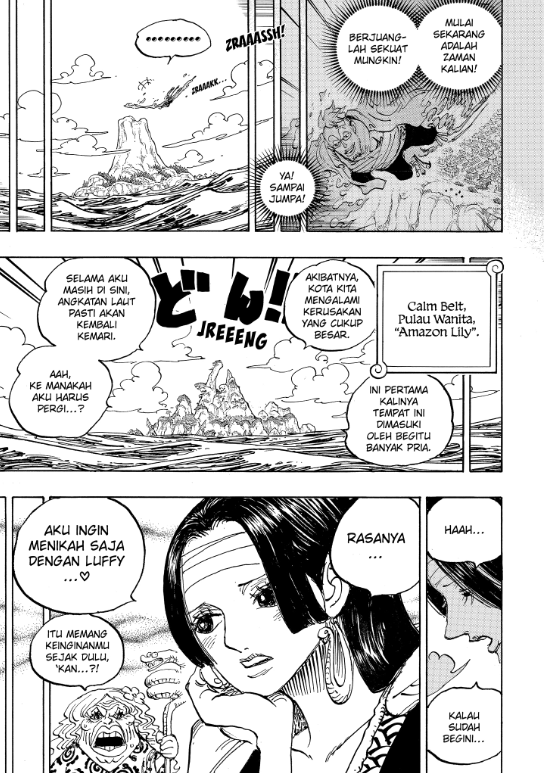 MULAI
SEKARANG
ADALAH
ZAMAN
KALIAN!
BERJUANG-
LAH SEKUAT
MUNGKIN!
YA!
SAMPAI
JUMPA!
ZRAAASSH!
.........
ZRAAAKK...
Calm Belt,
Pulau Wanita,
"Amazon Lily".
INI PERTAMA
KALINYA
TEMPAT INI
DIMASUKI
OLEH BEGITU
BANYAK PRIA.
AKIBATNYA,
KOTA KITA
MENGALAMI
KERUSAKAN
YANG CUKUP
BESAR.
どん!!
JREEENG
SELAMA AKU
MASIH DI SINI,
ANGKATAN LAUT
PASTI AKAN
KEMBALI
KEMARI.
AAH,
KE MANAKAH
AKU HARUS
PERGI...?
HAAH...
KALAU
SUDAH
BEGINI...
RASANYA
...
AKU INGIN
MENIKAH SAJA
DENGAN LUFFY
...♡
ITU MEMANG
KEINGINANMU
SEJAK DULU,
'KAN...?!